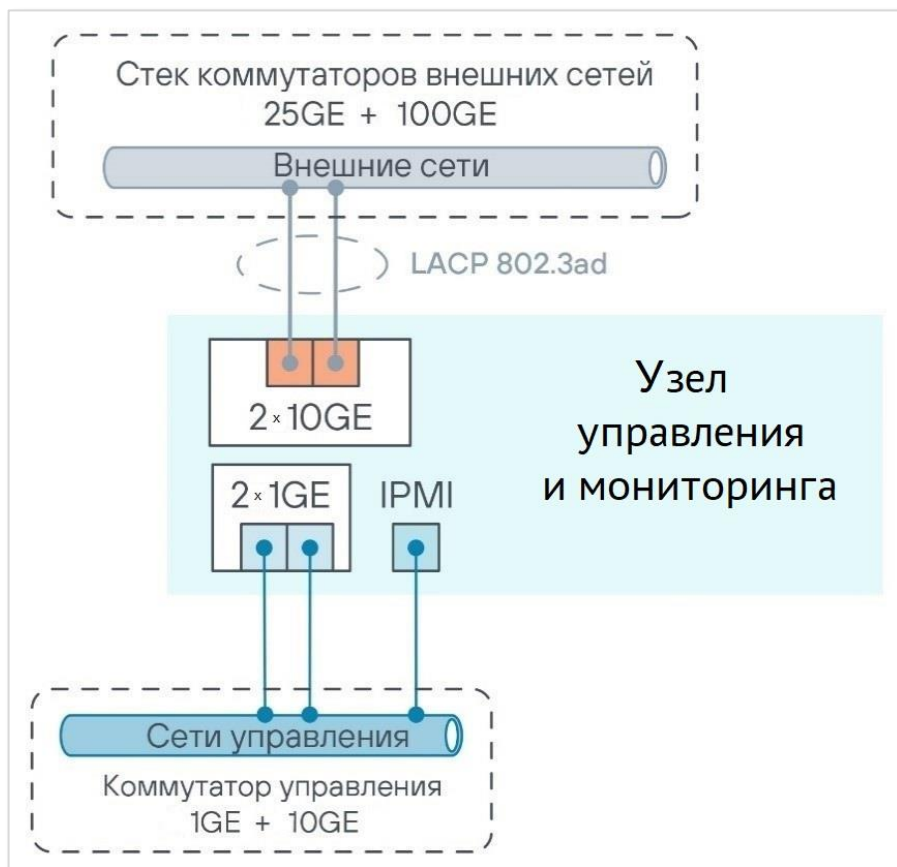 Стек коммутаторов внешних сетей
25GE + 100GE
Внешние сети
LACP 802.3ad
2 x 10GE
Узел
управления
и мониторинга
2 x 1GE
IPMI
Сети управления
Коммутатор управления
1GE + 10GE